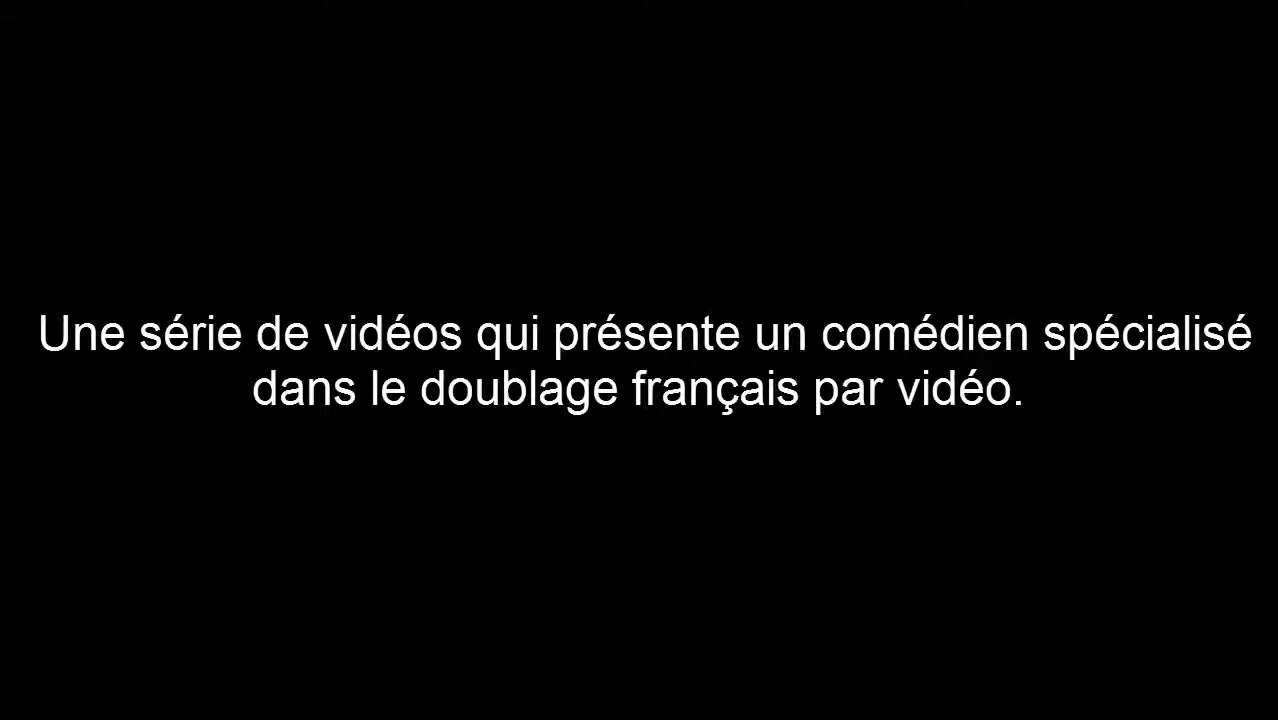 Une série de vidéos qui présente un comédien spécialisé
dans le doublage français par vidéo.